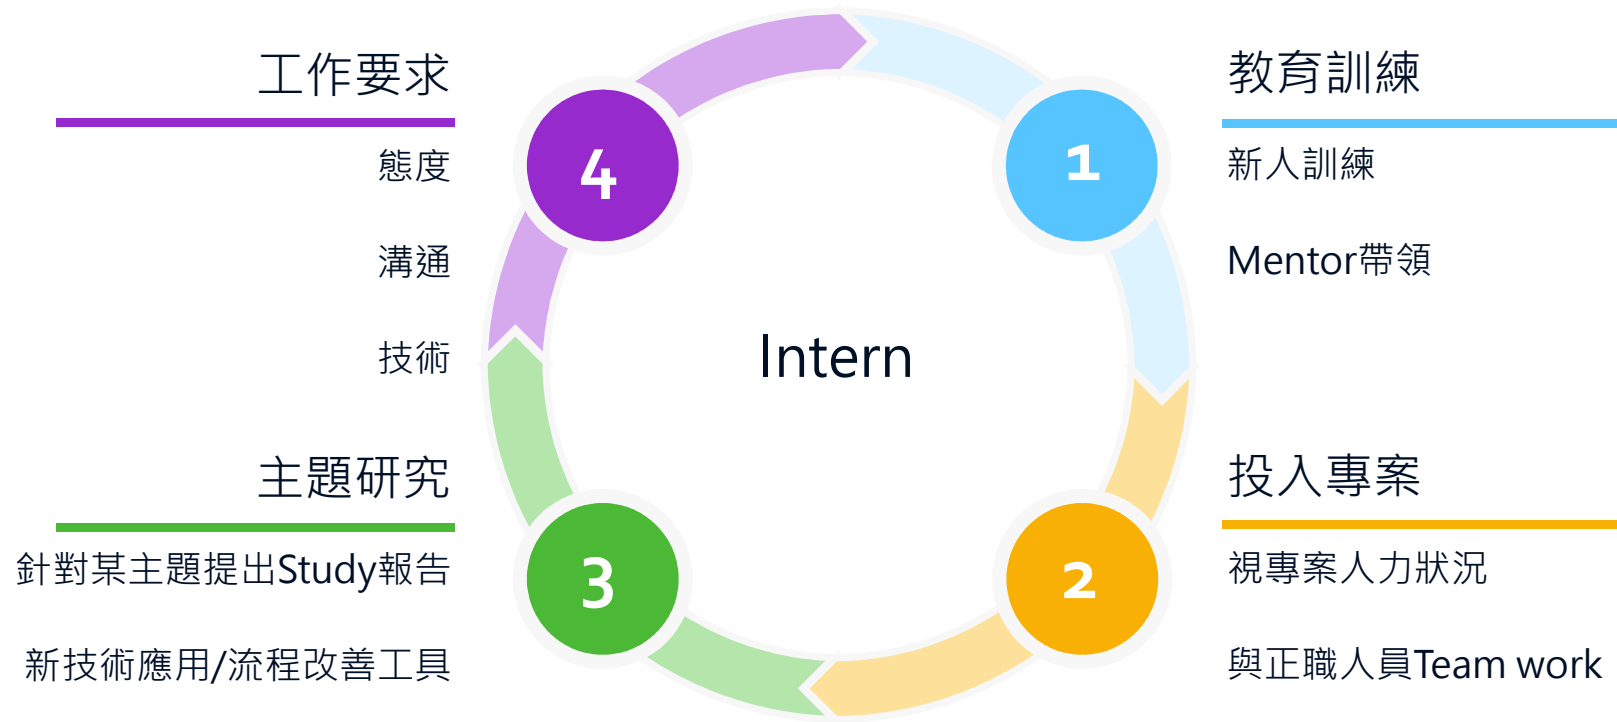 Intern
1
教育訓練
新人訓練
Mentor帶領
2
投入專案
視專案人力狀況
與正職人員Team work
3
主題研究
針對某主題提出Study報告
新技術應用/流程改善工具
4
工作要求
態度
溝通
技術